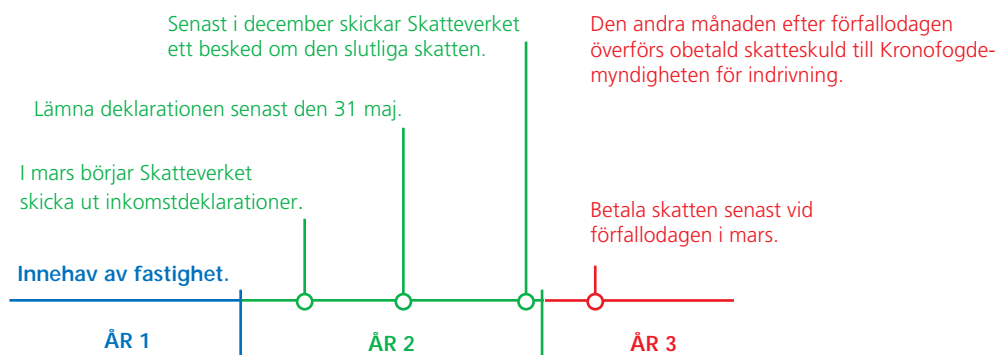 Senast i december skickar Skatteverket
ett besked om den slutliga skatten.
Den andra månaden efter förfallodagen
överförs obetald skatteskuld till Kronofogde-
myndigheten för indrivning.
Lämna deklarationen senast den 31 maj.
I mars börjar Skatteverket
skicka ut inkomstdeklarationer.
Betala skatten senast vid
förfallodagen i mars.
Innehav av fastighet.
ÅR 1
ÅR 2
ÅR 3